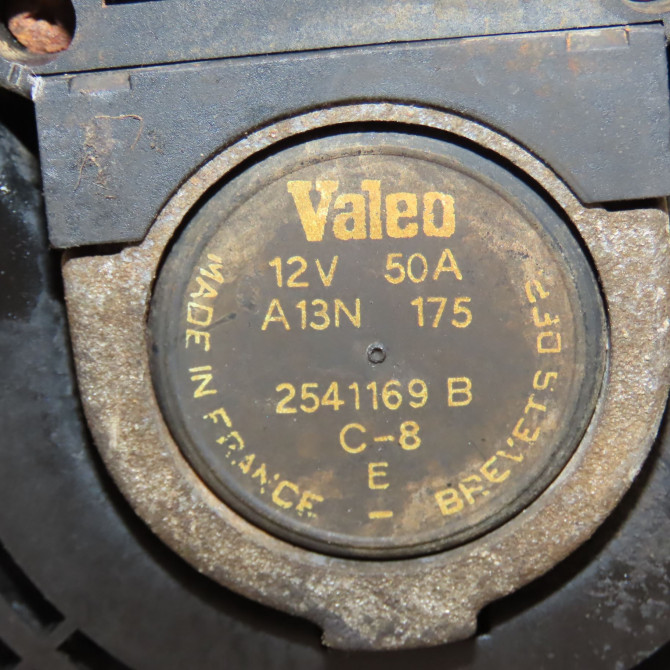 Valeo
12V 50A
A13N 175
2541169 B
C-8
E
-
MADE IN FRANCE - BREVETS